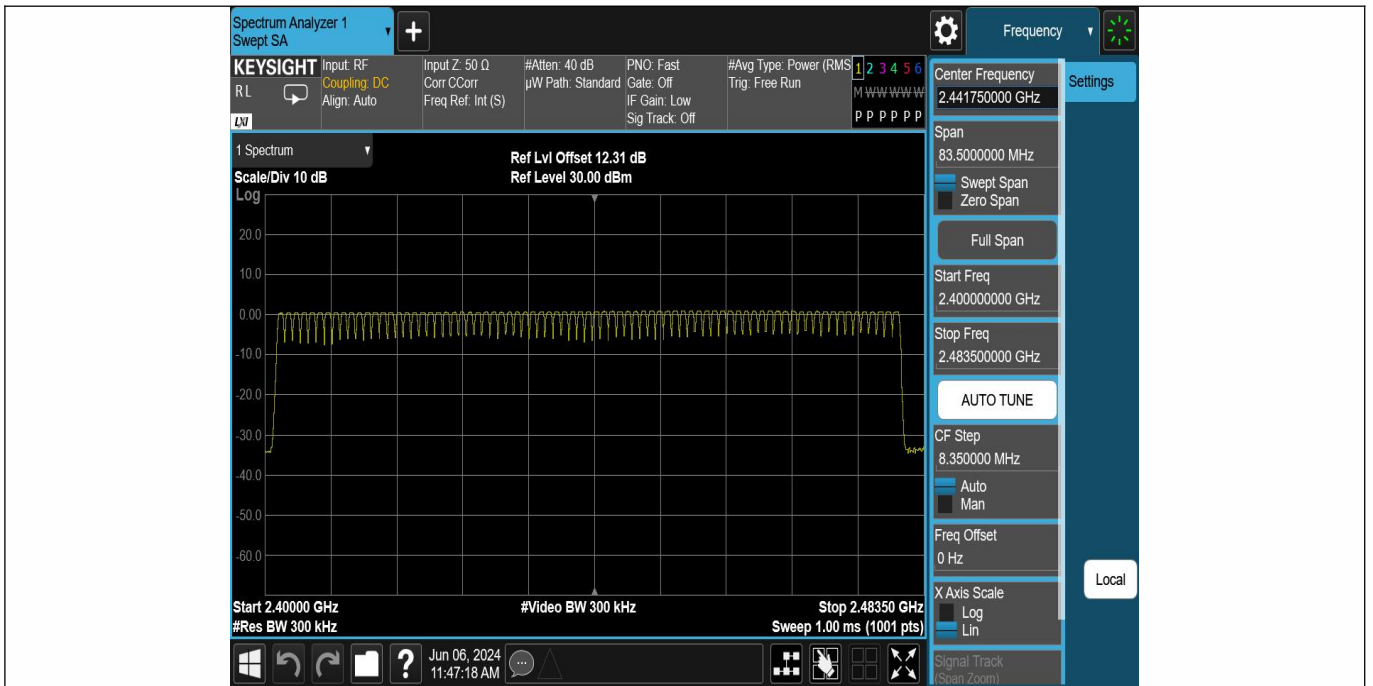 Spectrum Analyzer 1
Swept SA
Frequency
KEYSIGHT
RL
LXI
Input: RF
Coupling: DC
Align: Auto
Input Z: 50 Ω
Corr CCorr
Freq Ref: Int (S)
#Atten: 40 dB
µW Path: Standard
PNO: Fast
Gate: Off
IF Gain: Low
Sig Track: Off
#Avg Type: Power (RMS
Trig: Free Run
1 2 3 4 5 6
M W W W W W
P P P P P P
1 Spectrum
Scale/Div 10 dB
Ref Lvl Offset 12.31 dB
Ref Level 30.00 dBm
Log
20.0
10.0
0.00
-10.0
-20.0
-30.0
-40.0
-50.0
-60.0
Start 2.40000 GHz
#Res BW 300 kHz
#Video BW 300 kHz
Stop 2.48350 GHz
Sweep 1.00 ms (1001 pts)
Center Frequency
2.441750000 GHz
Settings
Span
83.5000000 MHz
Swept Span
Zero Span
Full Span
Start Freq
2.400000000 GHz
Stop Freq
2.483500000 GHz
AUTO TUNE
CF Step
8.350000 MHz
Auto
Man
Freq Offset
0 Hz
X Axis Scale
Log
Lin
Local
Signal Track
(Span Zoom)
?
Jun 06, 2024
11:47:18 AM